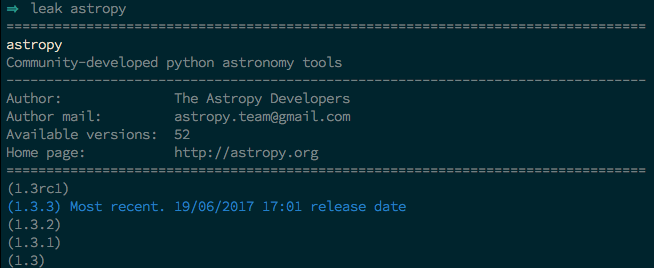 ⇒ leak astropy
================================================================================
astropy
Community-developed python astronomy tools
--------------------------------------------------------------------------------
Author: The Astropy Developers
Author mail: astropy.team@gmail.com
Available versions: 52
Home page: http://astropy.org
================================================================================
(1.3rc1)
(1.3.3) Most recent. 19/06/2017 17:01 release date
(1.3.2)
(1.3.1)
(1.3)